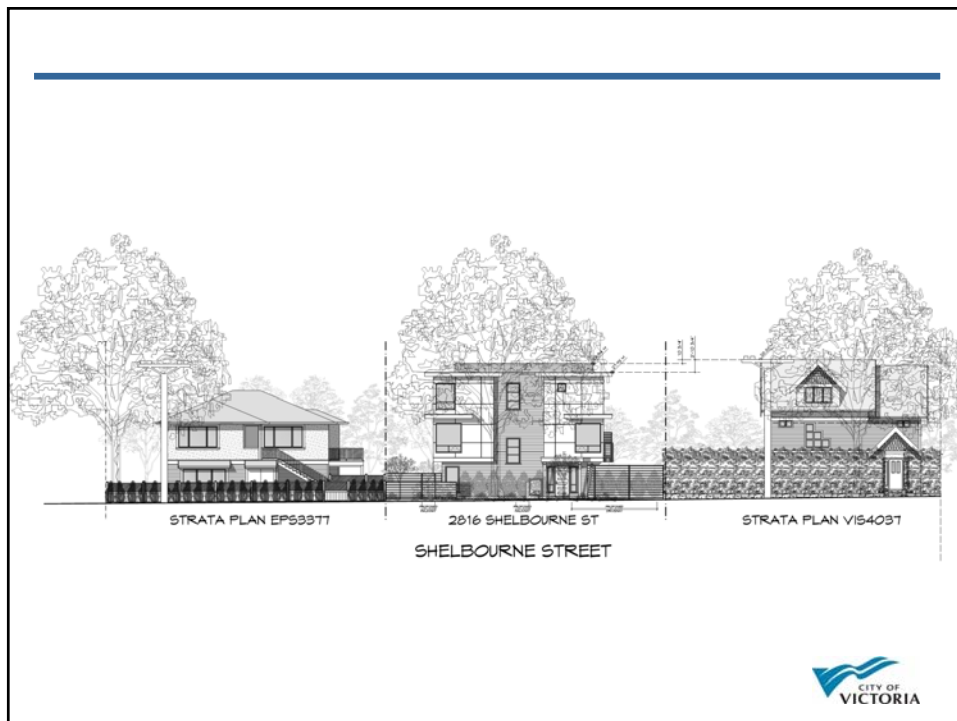 STRATA PLAN EPS3377
2816 SHELBOURNE ST
STRATA PLAN VIS4037
SHELBOURNE STREET
CITY OF
VICTORIA